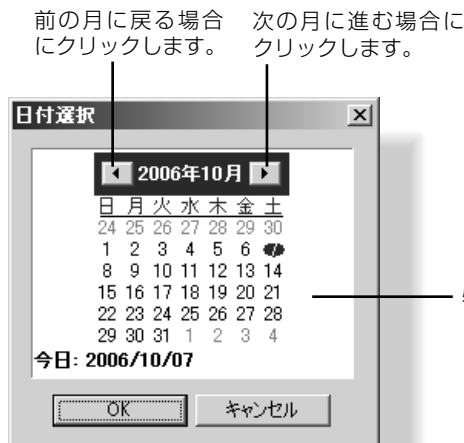 前の月に戻る場合
にクリックします。
次の月に進む場合に
クリックします。
日付選択
2006年10月
日 月 火 水 木 金 土
24 25 26 27 28 29 30
1 2 3 4 5 6 7
8 9 10 11 12 13 14
15 16 17 18 19 20 21
22 23 24 25 26 27 28
29 30 31 1 2 3 4
今日: 2006/10/07
OK キャンセル